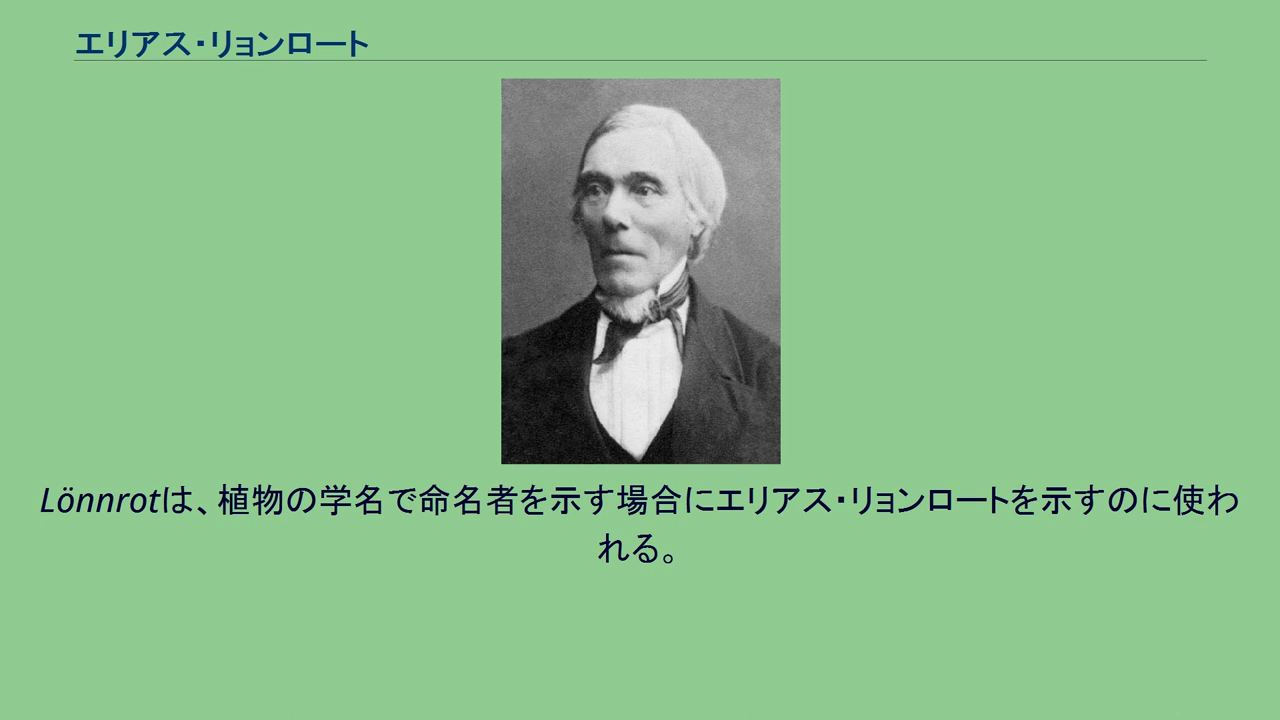 エリアス・リョンロート
Lönnrotは、植物の学名で命名者を示す場合にエリアス・リョンロートを示すのに使わ
れる。